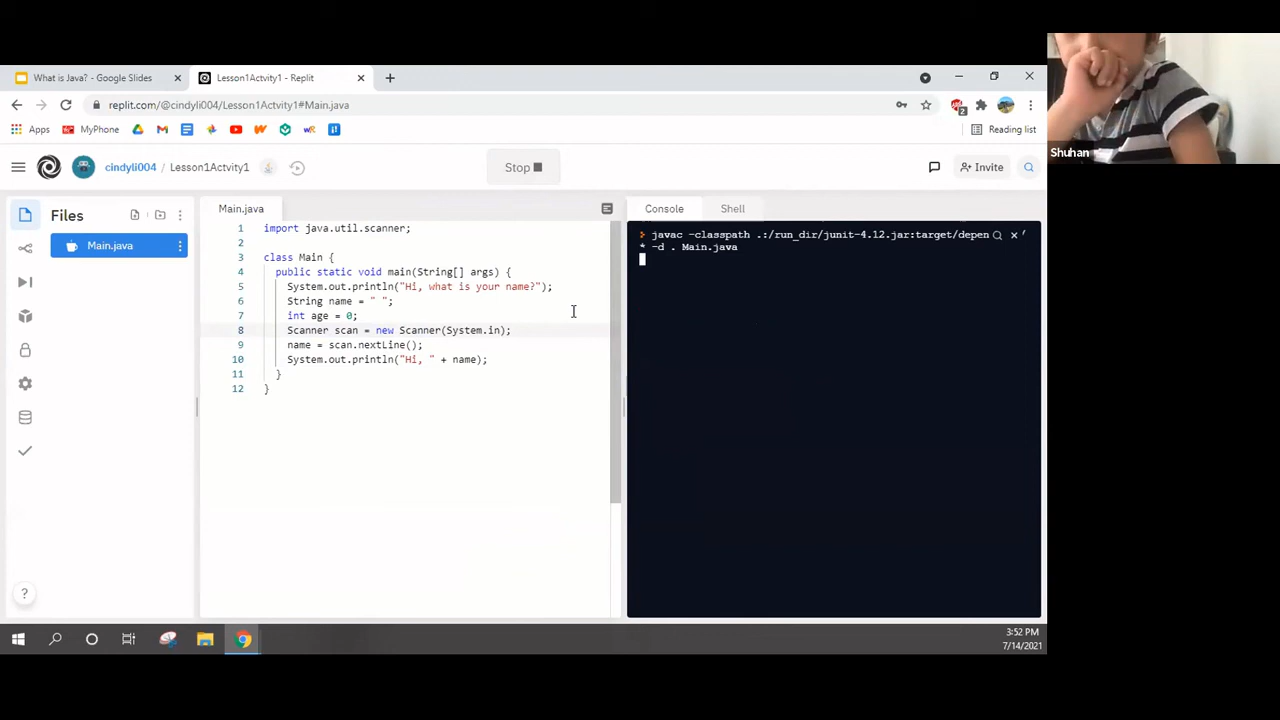 What is Java? - Google Slides
Lesson1Actvity1 - Replit
replit.com/@cindyli004/Lesson1Actvity1#Main.java
2
Apps
MyPhone
Reading list
Shuhan
cindyli004 / Lesson1Actvity1
Stop
Invite
Files
Main.java
Main.java
Console
Shell
1 import java.util.scanner;
2
3 class Main {
4 public static void main(String[] args) {
5 System.out.println("Hi, what is your name?");
6 String name = " ";
7 int age = 0;
8 Scanner scan = new Scanner(System.in);
9 name = scan.nextLine();
10 System.out.println("Hi, " + name);
11 }
12 }
javac -classpath .:/run_dir/junit-4.12.jar:target/depen
* -d . Main.java
?
3:52 PM
7/14/2021